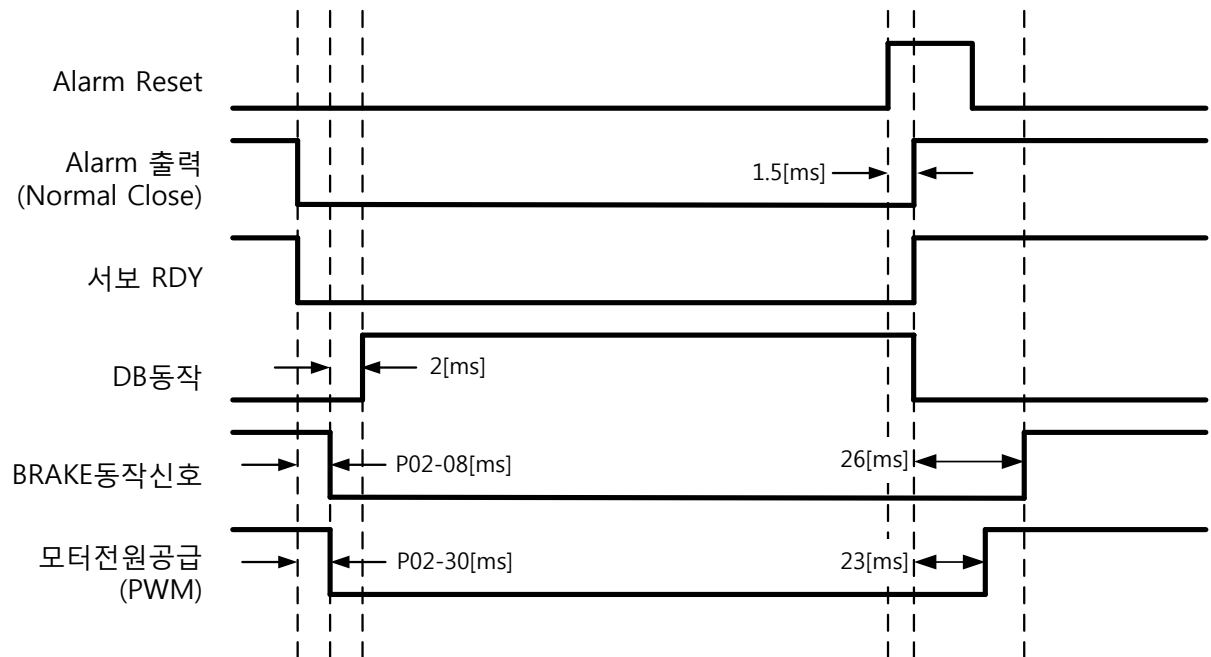 Alarm Reset
Alarm 출력
(Normal Close)
1.5[ms]
서보 RDY
DB동작
2[ms]
BRAKE동작신호
P02-08[ms]
26[ms]
모터전원공급
(PWM)
P02-30[ms]
23[ms]